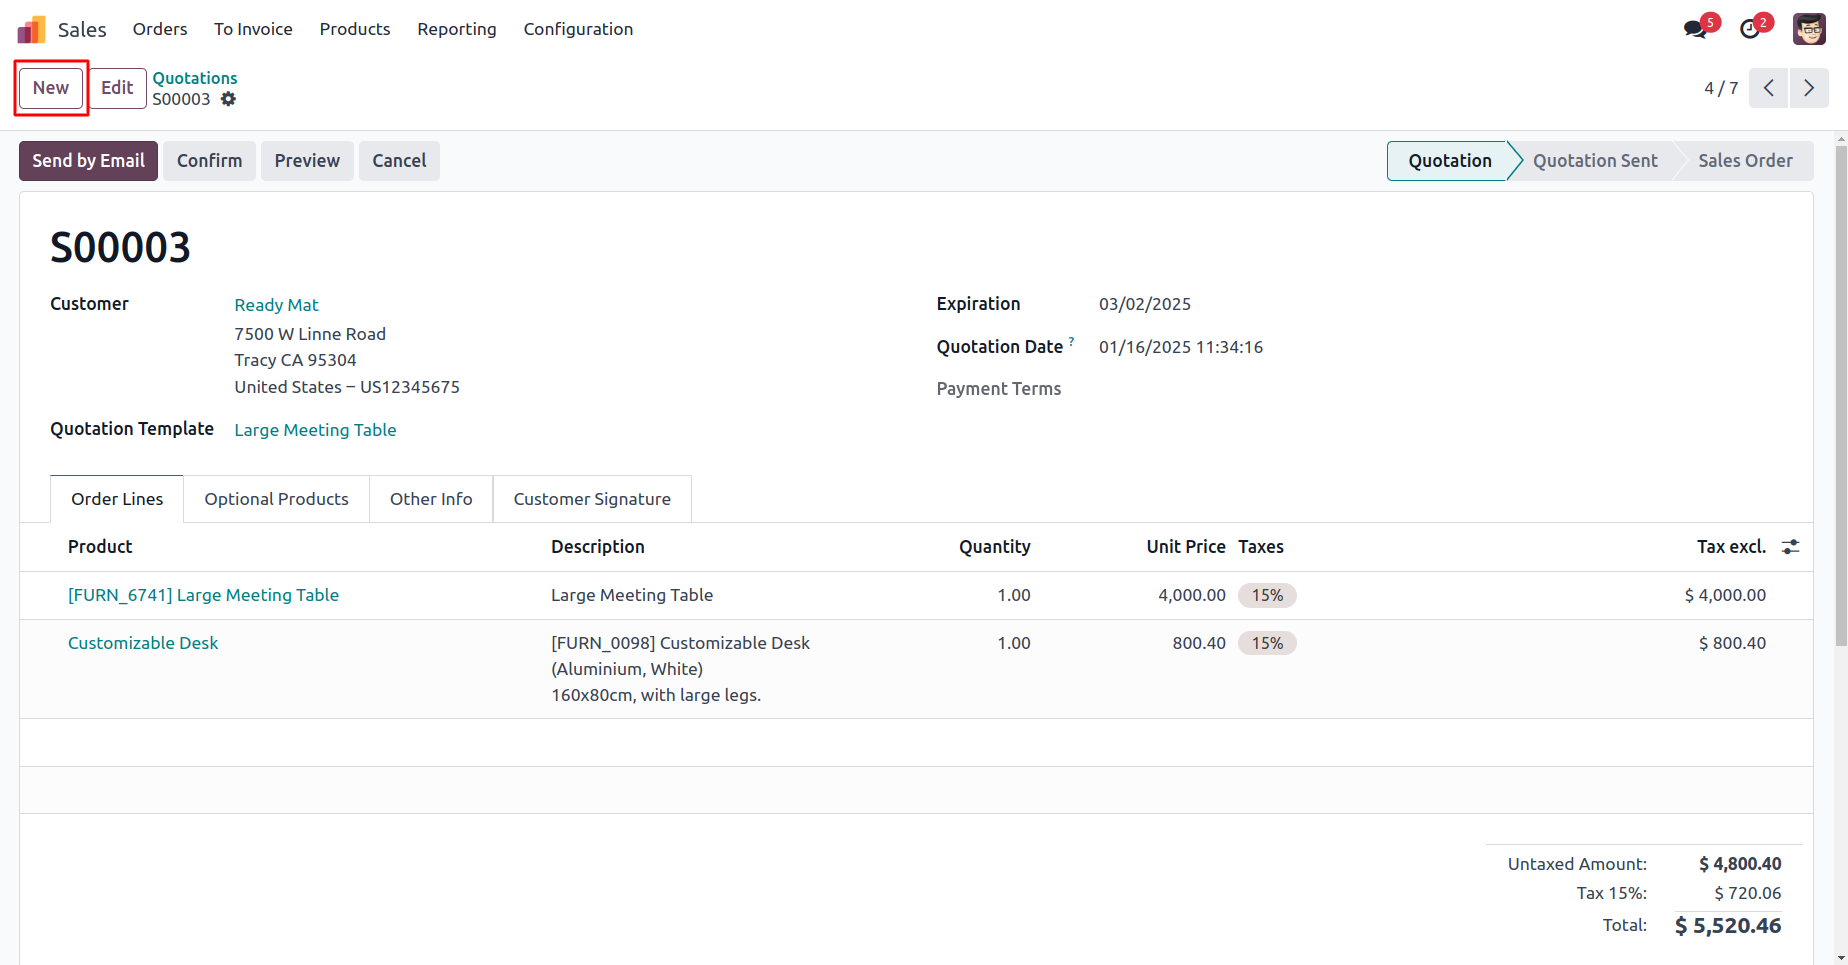 Sales Orders To Invoice Products Reporting Configuration 5 2
New Edit Quotations
S00003 4 / 7
Send by Email Confirm Preview Cancel Quotation Quotation Sent Sales Order
S00003
Customer Ready Mat Expiration 03/02/2025
7500 W Linne Road
Quotation Date ? 01/16/2025 11:34:16
Tracy CA 95304
United States – US12345675 Payment Terms
Quotation Template Large Meeting Table
Order Lines Optional Products Other Info Customer Signature
Product Description Quantity Unit Price Taxes Tax excl.
[FURN_6741] Large Meeting Table Large Meeting Table 1.00 4,000.00 15% $ 4,000.00
Customizable Desk [FURN_0098] Customizable Desk 1.00 800.40 15% $ 800.40
(Aluminium, White)
160x80cm, with large legs.
Untaxed Amount: $ 4,800.40
Tax 15%: $ 720.06
Total: $ 5,520.46